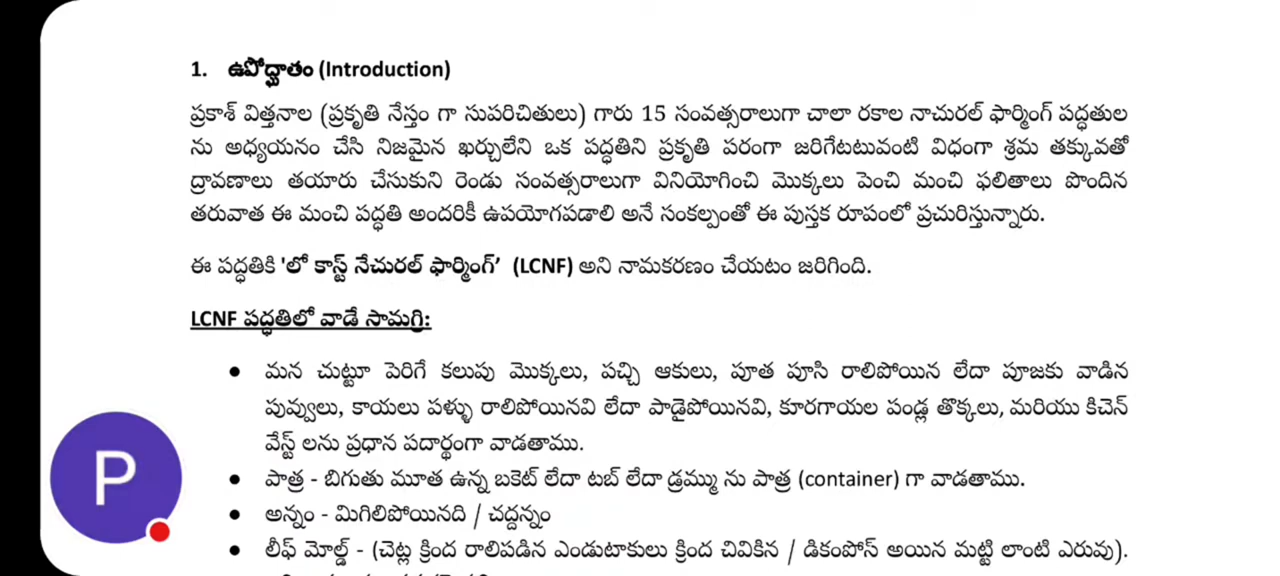 1. ఉపోద్ఘాతం (Introduction)
ప్రకాశ్ విత్తనాల (ప్రకృతి నేస్తం గా సుపరిచితులు) గారు 15 సంవత్సరాలుగా చాలా రకాల నాచురల్ ఫార్మింగ్ పద్ధతుల
ను అధ్యయనం చేసి నిజమైన ఖర్చులేని ఒక పద్ధతిని ప్రకృతి పరంగా జరిగేటటువంటి విధంగా శ్రమ తక్కువతో
ద్రావణాలు తయారు చేసుకుని రెండు సంవత్సరాలుగా వినియోగించి మొక్కలు పెంచి మంచి ఫలితాలు పొందిన
తరువాత ఈ మంచి పద్ధతి అందరికీ ఉపయోగపడాలి అనే సంకల్పంతో ఈ పుస్తక రూపంలో ప్రచురిస్తున్నారు.
ఈ పద్ధతికి 'లో కాస్ట్ నేచురల్ ఫార్మింగ్’ (LCNF) అని నామకరణం చేయటం జరిగింది.
LCNF పద్ధతిలో వాడే సామగ్రి:
• మన చుట్టూ పెరిగే కలుపు మొక్కలు, పచ్చి ఆకులు, పూత పూసి రాలిపోయిన లేదా పూజకు వాడిన
పువ్వులు, కాయలు పళ్ళు రాలిపోయినవి లేదా పాడైపోయినవి, కూరగాయల పండ్ల తొక్కలు, మరియు కిచెన్
వేస్ట్ లను ప్రధాన పదార్థంగా వాడతాము.
• పాత్ర - బిగుతు మూత ఉన్న బకెట్ లేదా టబ్ లేదా డ్రమ్ము ను పాత్ర (container) గా వాడతాము.
• అన్నం - మిగిలిపోయినది / చద్దన్నం
• లీఫ్ మోల్డ్ - (చెట్ల క్రింద రాలిపడిన ఎండుటాకులు క్రింద చివికిన / డికంపోస్ అయిన మట్టి లాంటి ఎరువు).
P